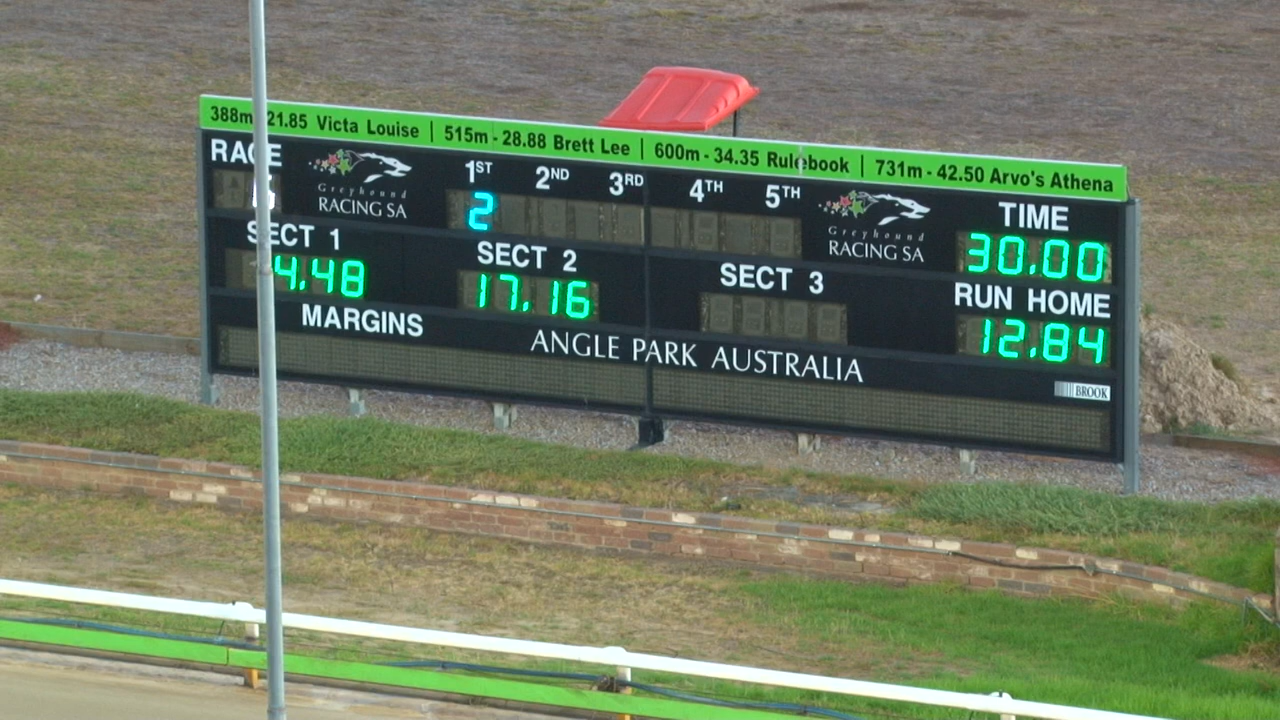 388m 21.85 Victa Louise | 515m - 28.88 Brett Lee | 600m - 34.35 Rulebook | 731m - 42.50 Arvo's Athena
RACE
Greyhound
RACING SA
1ST 2ND 3RD 4TH 5TH
2
Greyhound
RACING SA
TIME
30.00
SECT 1
4.48
SECT 2
17.16
SECT 3
RUN HOME
12.84
MARGINS
ANGLE PARK AUSTRALIA
BROOK